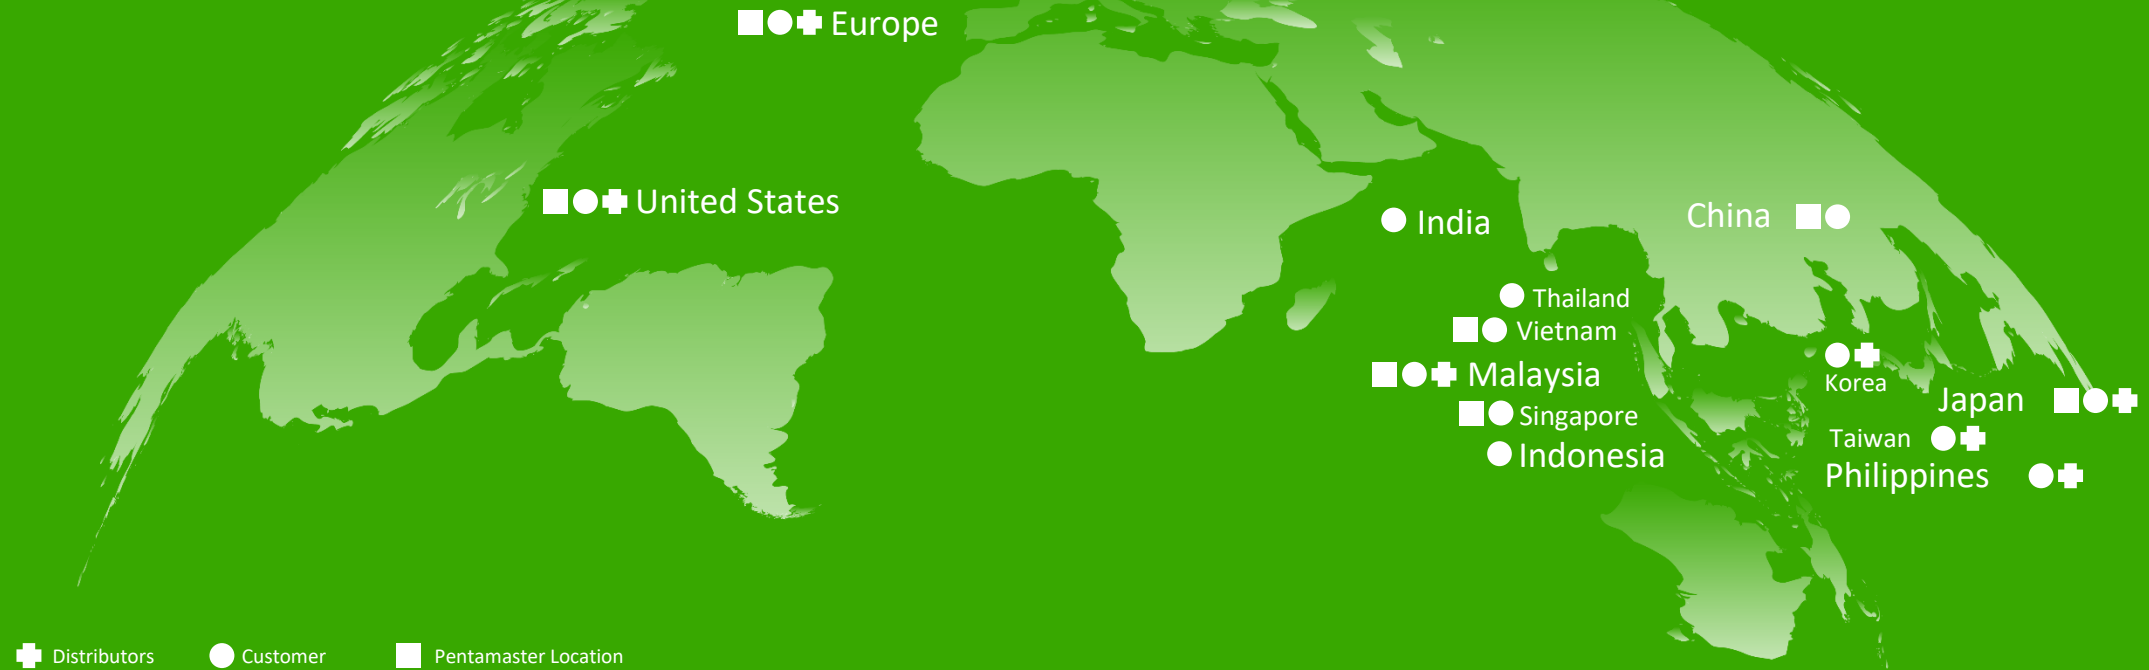 Europe
United States
India
China
Thailand
Vietnam
Malaysia
Korea
Japan
Singapore
Taiwan
Indonesia
Philippines
Distributors
Customer
Pentamaster Location